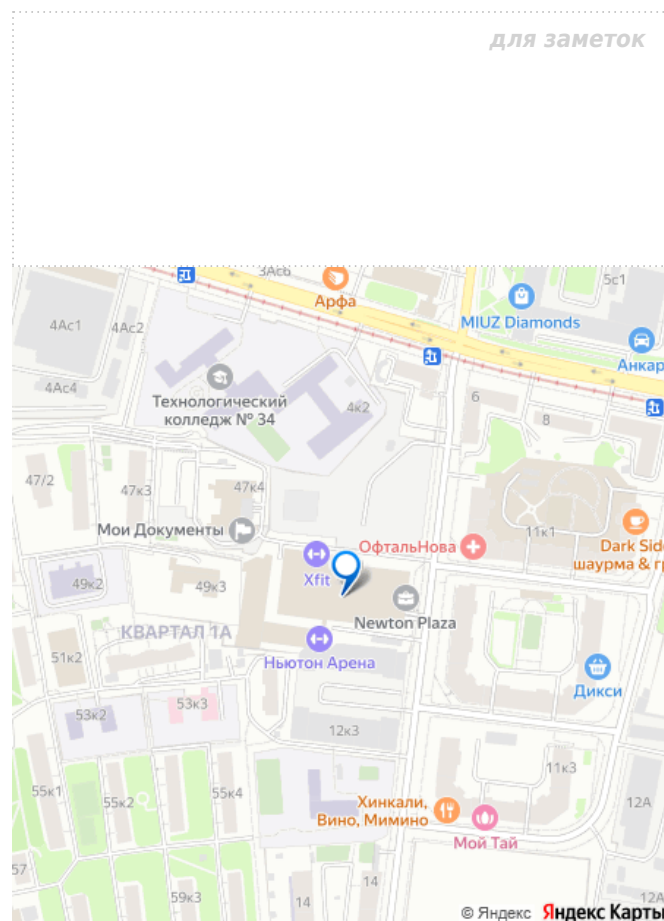 для заметок
3Ас6
5с1
Арфа
MIUZ Diamonds
4Ас1
4Ас2
Анкар
4Ас4
Технологический
колледж № 34
4к2
6
8
47/2
47к3
47к4
11к1
Мои Документы
ОфтальНова
Dark Side
шаурма & гр
Xfit
49к2
49к3
Newton Plaza
КВАРТАЛ 1А
Ньютон Арена
51к2
Дикси
53к3
53к2
12к3
11к3
55к1
55к2
55к4
Хинкали,
Вино, Мимино
12А
Мой Тай
57
59к3
14
14
12А
© Яндекс Яндекс Карты